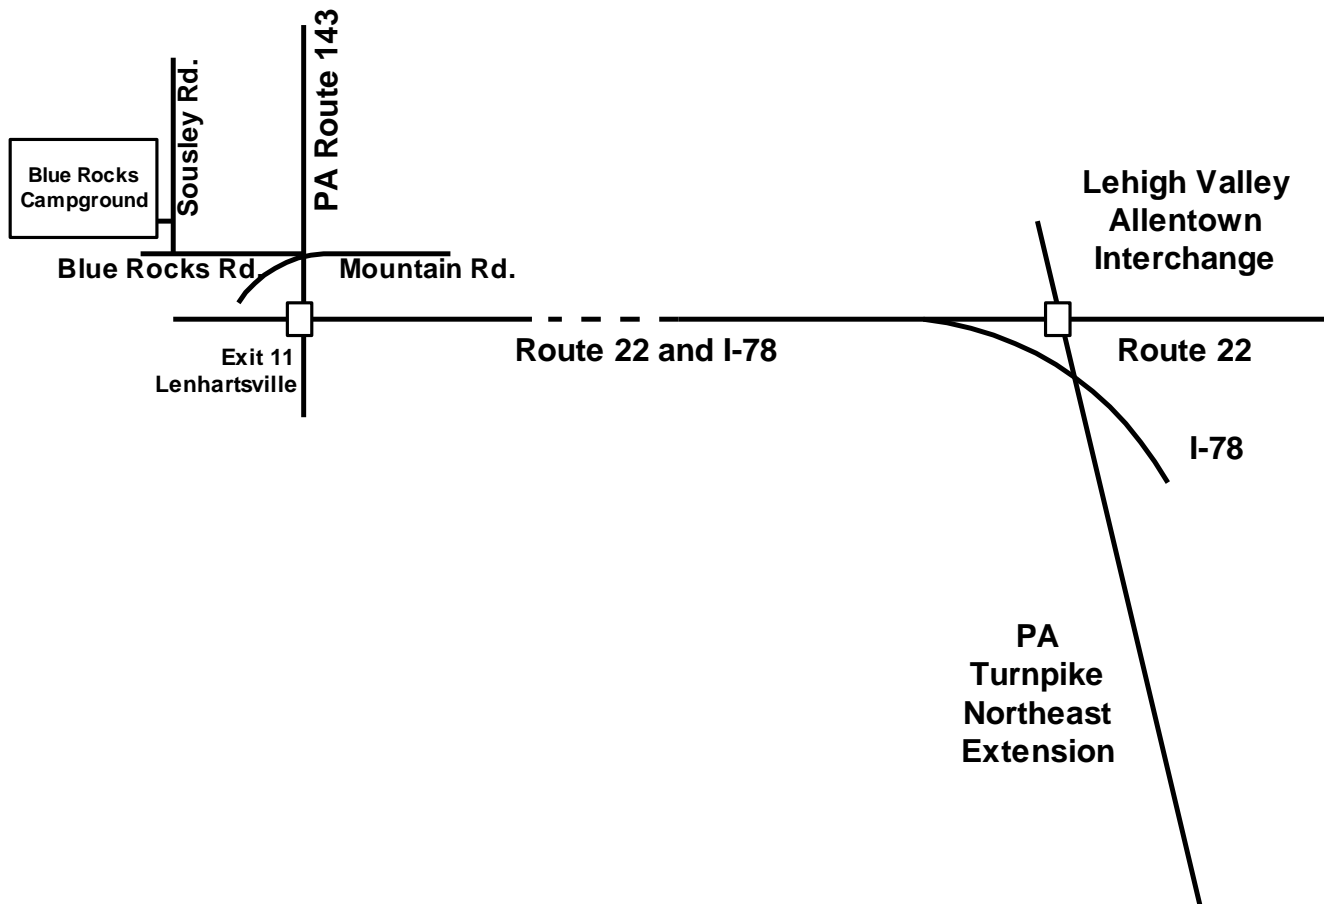 PA Route 143
Sousley Rd.
Blue Rocks
Campground
Blue Rocks Rd.
Mountain Rd.
Exit 11
Lenhartsville
Route 22 and I-78
Lehigh Valley
Allentown
Interchange
Route 22
I-78
PA
Turnpike
Northeast
Extension